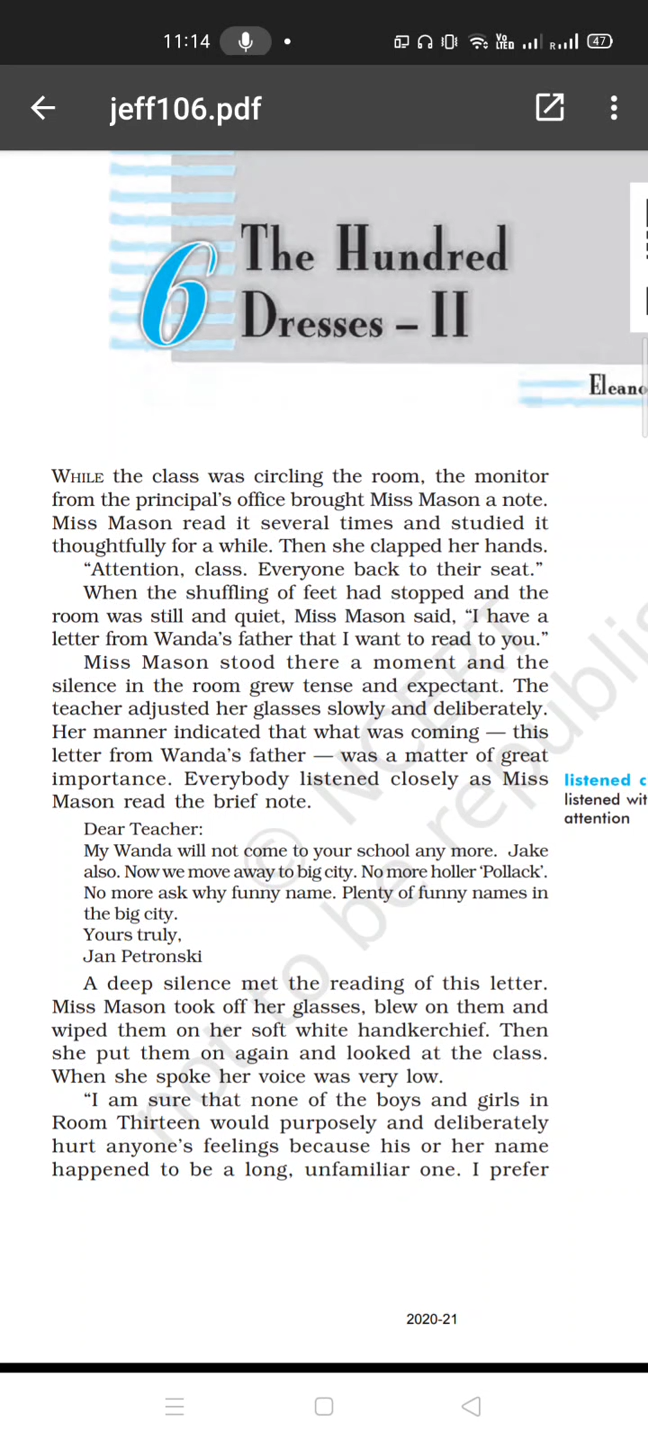 11:14
Vo LTED R 47
jeff106.pdf
6
The Hundred
Dresses – II
WHILE the class was circling the room, the monitor
from the principal's office brought Miss Mason a note.
Miss Mason read it several times and studied it
thoughtfully for a while. Then she clapped her hands.
“Attention, class. Everyone back to their seat.”
When the shuffling of feet had stopped and the
room was still and quiet, Miss Mason said, “I have a
letter from Wanda's father that I want to read to you.”
Miss Mason stood there a moment and the
silence in the room grew tense and expectant. The
teacher adjusted her glasses slowly and deliberately.
Her manner indicated that what was coming — this
letter from Wanda's father — was a matter of great
importance. Everybody listened closely as Miss
Mason read the brief note.
listened c
listened wit
attention
Dear Teacher:
My Wanda will not come to your school any more. Jake
also. Now we move away to big city. No more holler ‘Pollack’.
No more ask why funny name. Plenty of funny names in
the big city.
Yours truly,
Jan Petronski
A deep silence met the reading of this letter.
Miss Mason took off her glasses, blew on them and
wiped them on her soft white handkerchief. Then
she put them on again and looked at the class.
When she spoke her voice was very low.
“I am sure that none of the boys and girls in
Room Thirteen would purposely and deliberately
hurt anyone's feelings because his or her name
happened to be a long, unfamiliar one. I prefer
© NCERT
not to be republis
2020-21